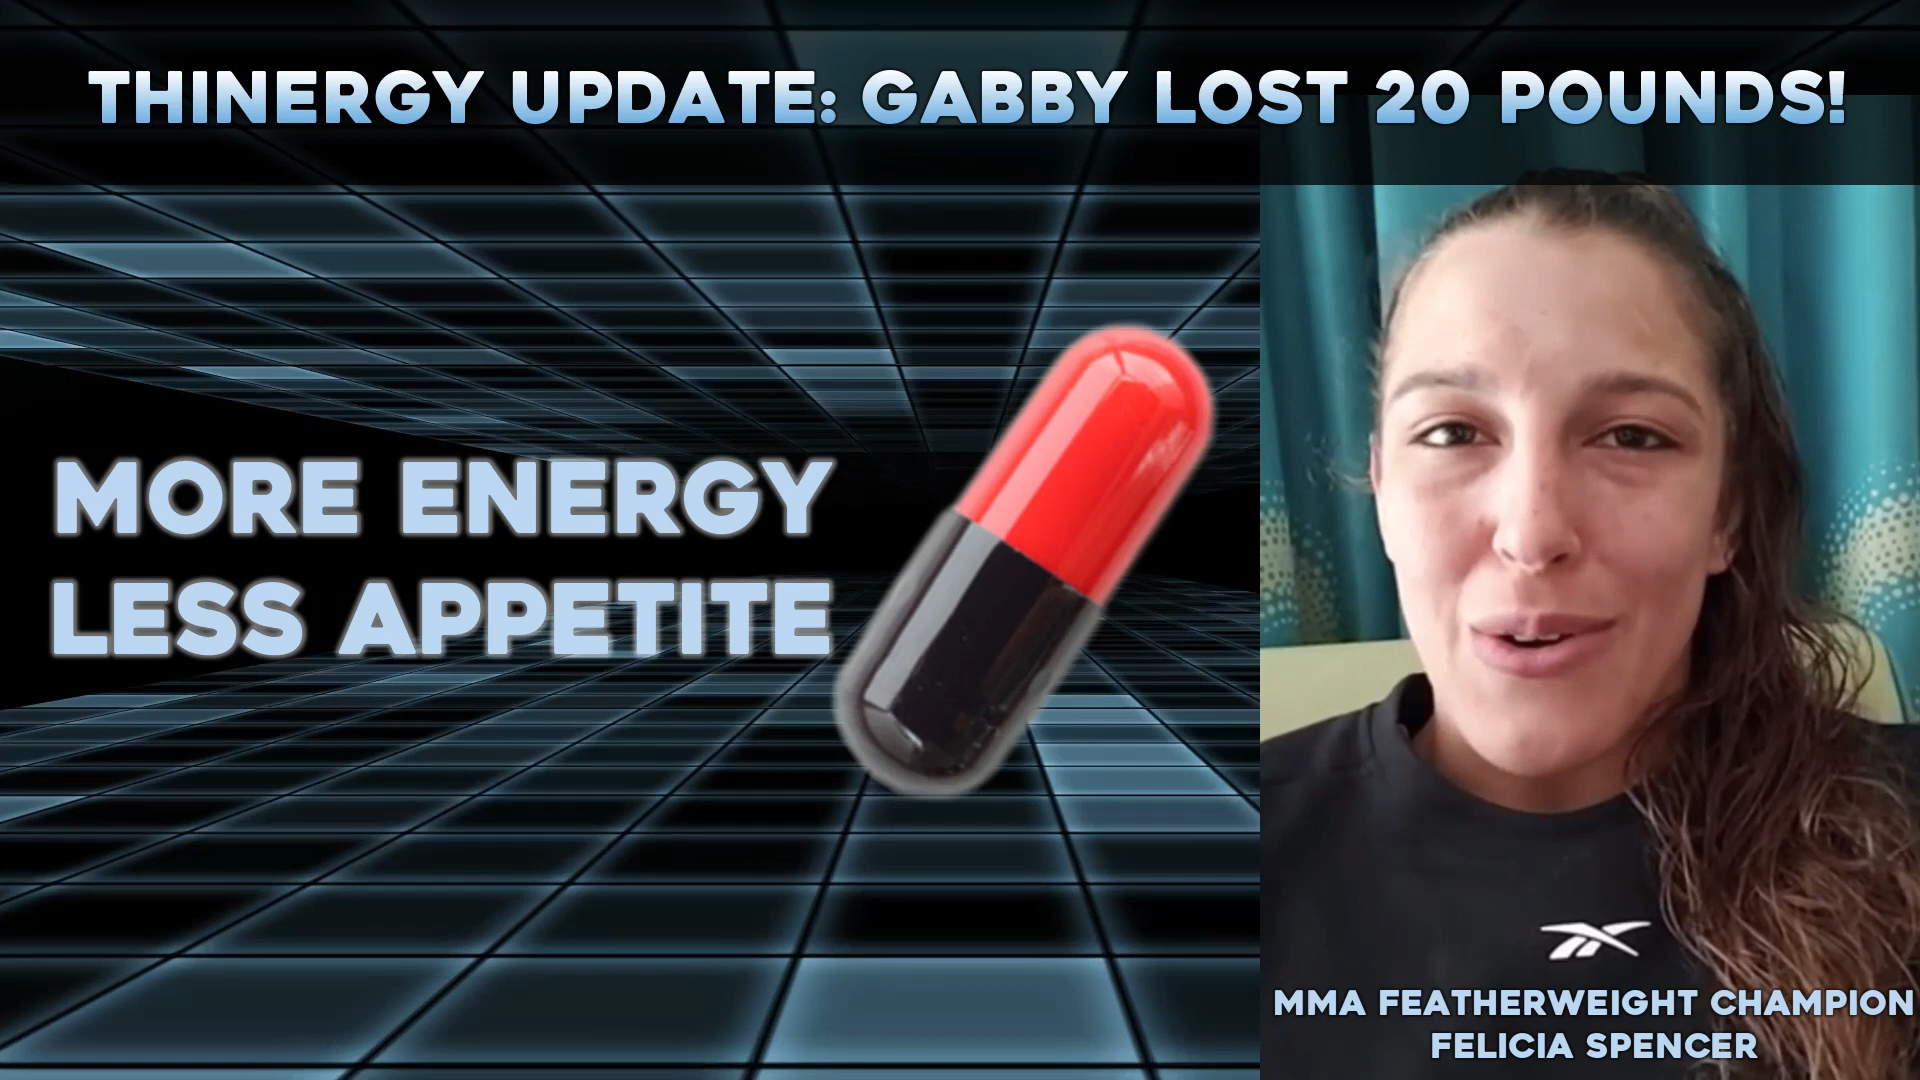 THINERGY UPDATE: GABBY LOST 20 POUNDS!
MORE ENERGY
LESS APPETITE
MMA FEATHERWEIGHT CHAMPION
FELICIA SPENCER